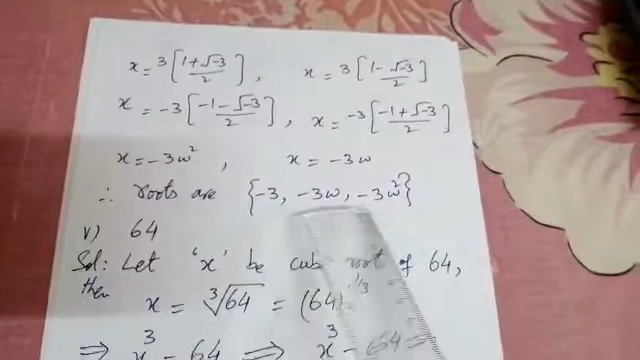 x = 3[(1+√-3)/2], x = 3[(1-√-3)/2]
x = -3[(-1-√-3)/2], x = -3[(-1+√-3)/2]
x = -3ω², x = -3ω
∴ roots are {-3, -3ω, -3ω²}
v) 64
Sol: Let 'x' be cube root of 64,
then x = ∛64 = (64)^1/3
⇒ x³ = 64 ⇒ x³ - 64 =